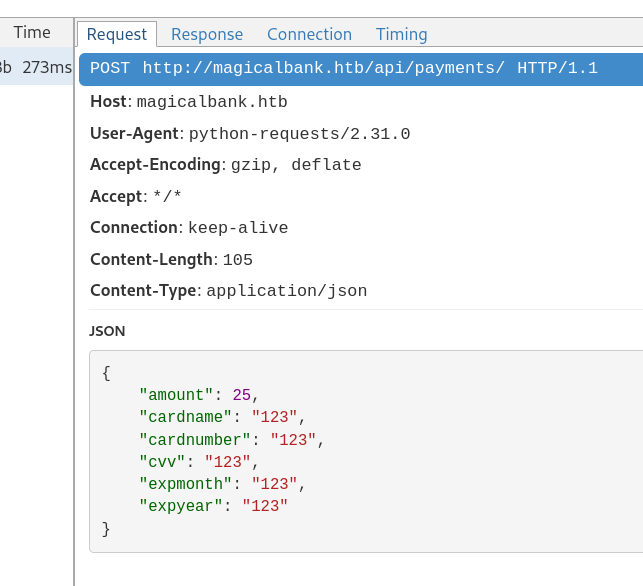 Time
Request Response Connection Timing
3b 273ms
POST http://magicalbank.htb/api/payments/ HTTP/1.1
Host: magicalbank.htb
User-Agent: python-requests/2.31.0
Accept-Encoding: gzip, deflate
Accept: */*
Connection: keep-alive
Content-Length: 105
Content-Type: application/json
JSON
{
    "amount": 25,
    "cardname": "123",
    "cardnumber": "123",
    "cvv": "123",
    "expmonth": "123",
    "expyear": "123"
}